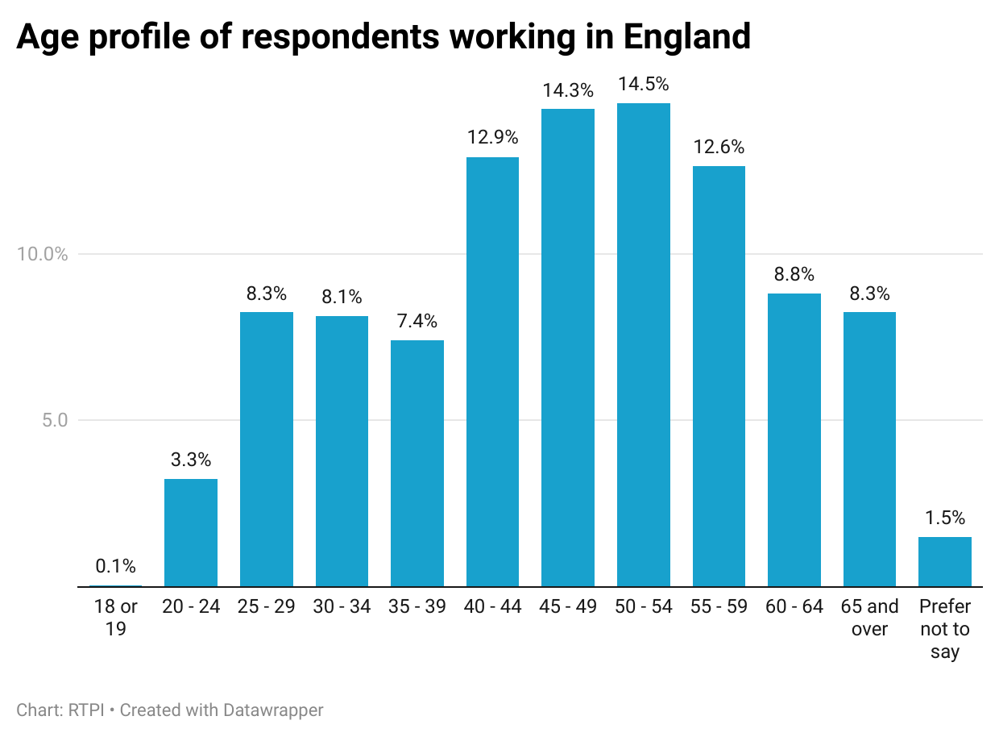 Age profile of respondents working in England
14.5%
14.3%
12.9%
12.6%
10.0%
8.8%
8.3%
8.1%
8.3%
7.4%
5.0
3.3%
1.5%
0.1%
18 or
19
20 - 24
25 - 29
30 - 34
35 - 39
40 - 44
45 - 49
50 - 54
55 - 59
60 - 64
65 and
over
Prefer
not to
say
Chart: RTPI • Created with Datawrapper